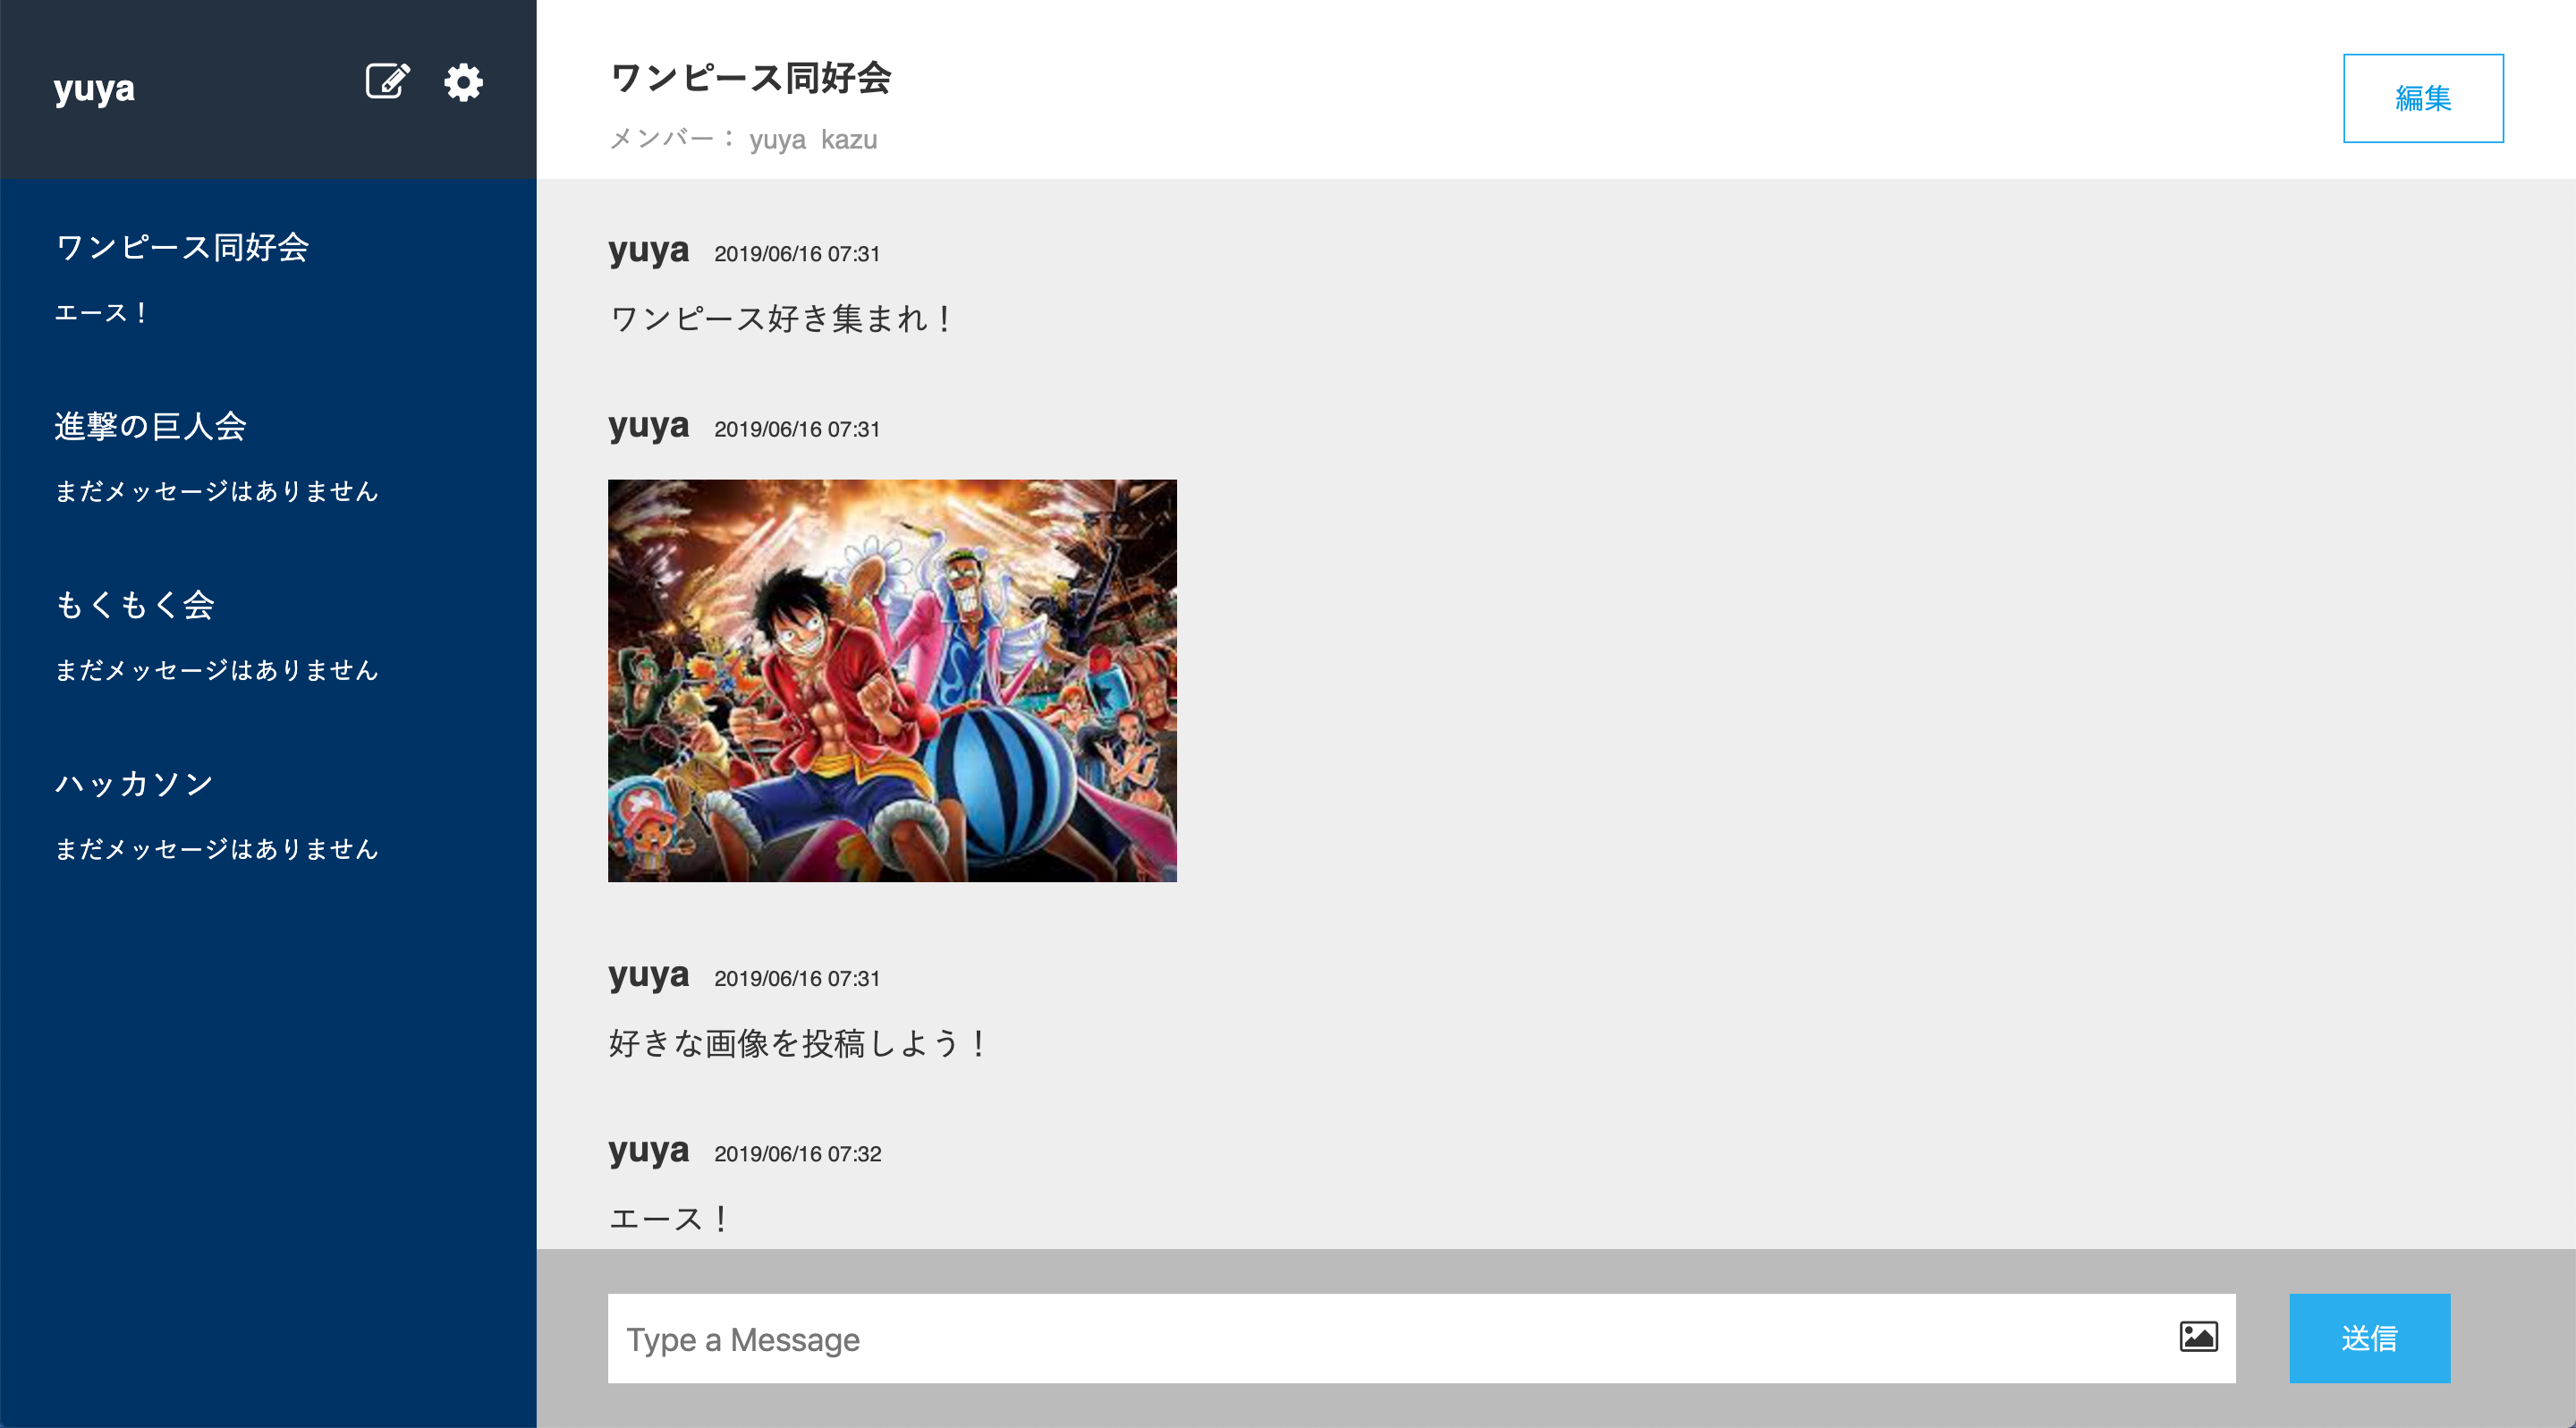 yuya
ワンピース同好会
エース！
進撃の巨人会
まだメッセージはありません
もくもく会
まだメッセージはありません
ハッカソン
まだメッセージはありません
ワンピース同好会
メンバー： yuya kazu
編集
yuya 2019/06/16 07:31
ワンピース好き集まれ！
yuya 2019/06/16 07:31
yuya 2019/06/16 07:31
好きな画像を投稿しよう！
yuya 2019/06/16 07:32
エース！
Type a Message
送信